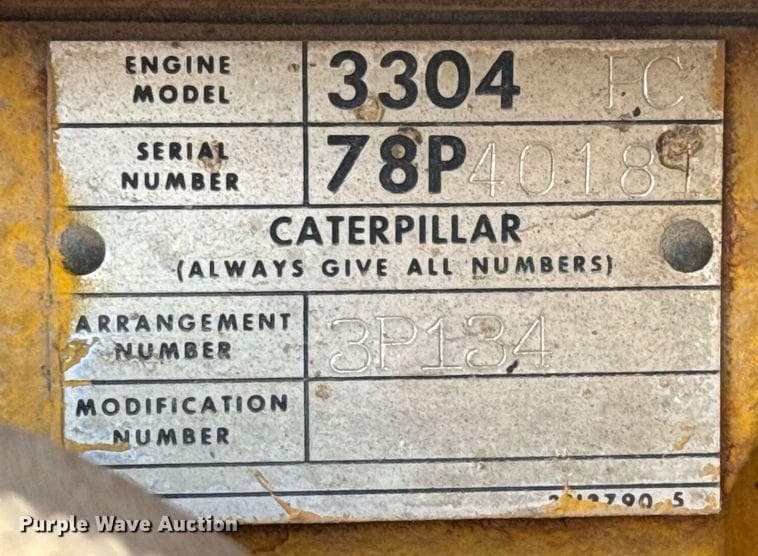 ENGINE MODEL 3304 PC
SERIAL NUMBER 78P
CATERPILLAR
(ALWAYS GIVE ALL NUMBERS)
ARRANGEMENT NUMBER 3P134
MODIFICATION NUMBER
Purple Wave Auction